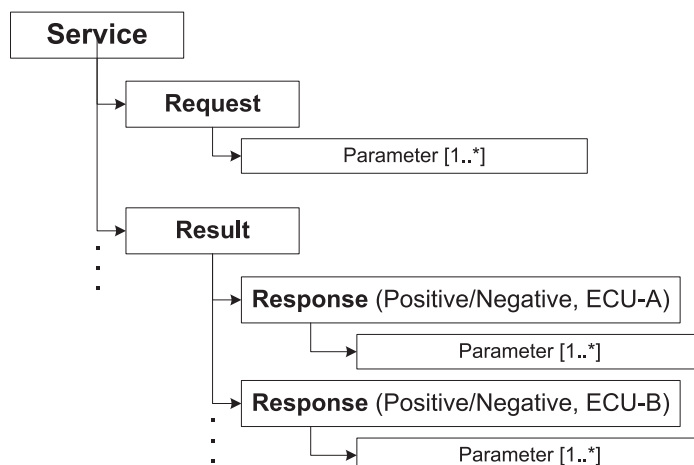 Service
Request
Parameter [1..*]
Result
Response (Positive/Negative, ECU-A)
Parameter [1..*]
Response (Positive/Negative, ECU-B)
Parameter [1..*]